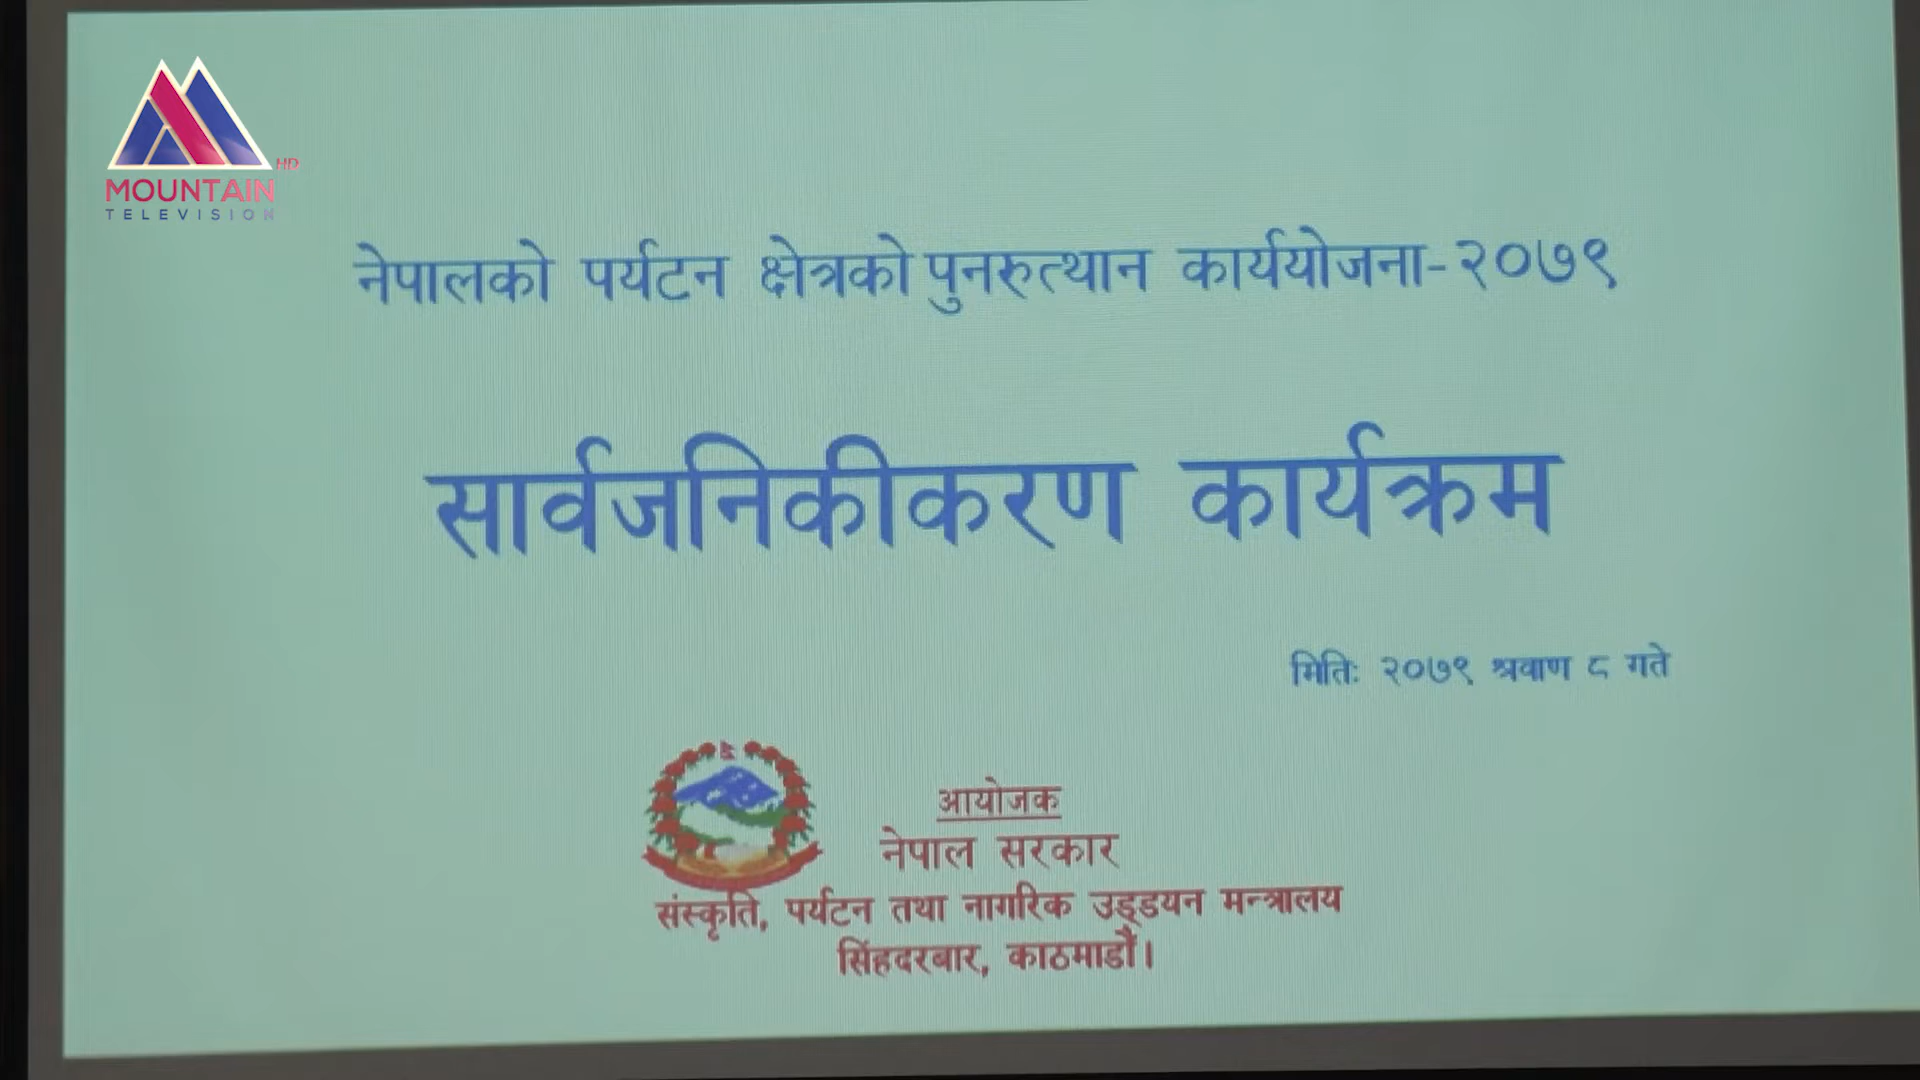 HD
MOUNTAIN
TELEVISION
नेपालको पर्यटन क्षेत्रको पुनरुत्थान कार्ययोजना-२०७९
सार्वजनिकीकरण कार्यक्रम
मितिः २०७९ श्रवाण ८ गते
आयोजक
नेपाल सरकार
संस्कृति, पर्यटन तथा नागरिक उड्डयन मन्त्रालय
सिंहदरबार, काठमाडौं।